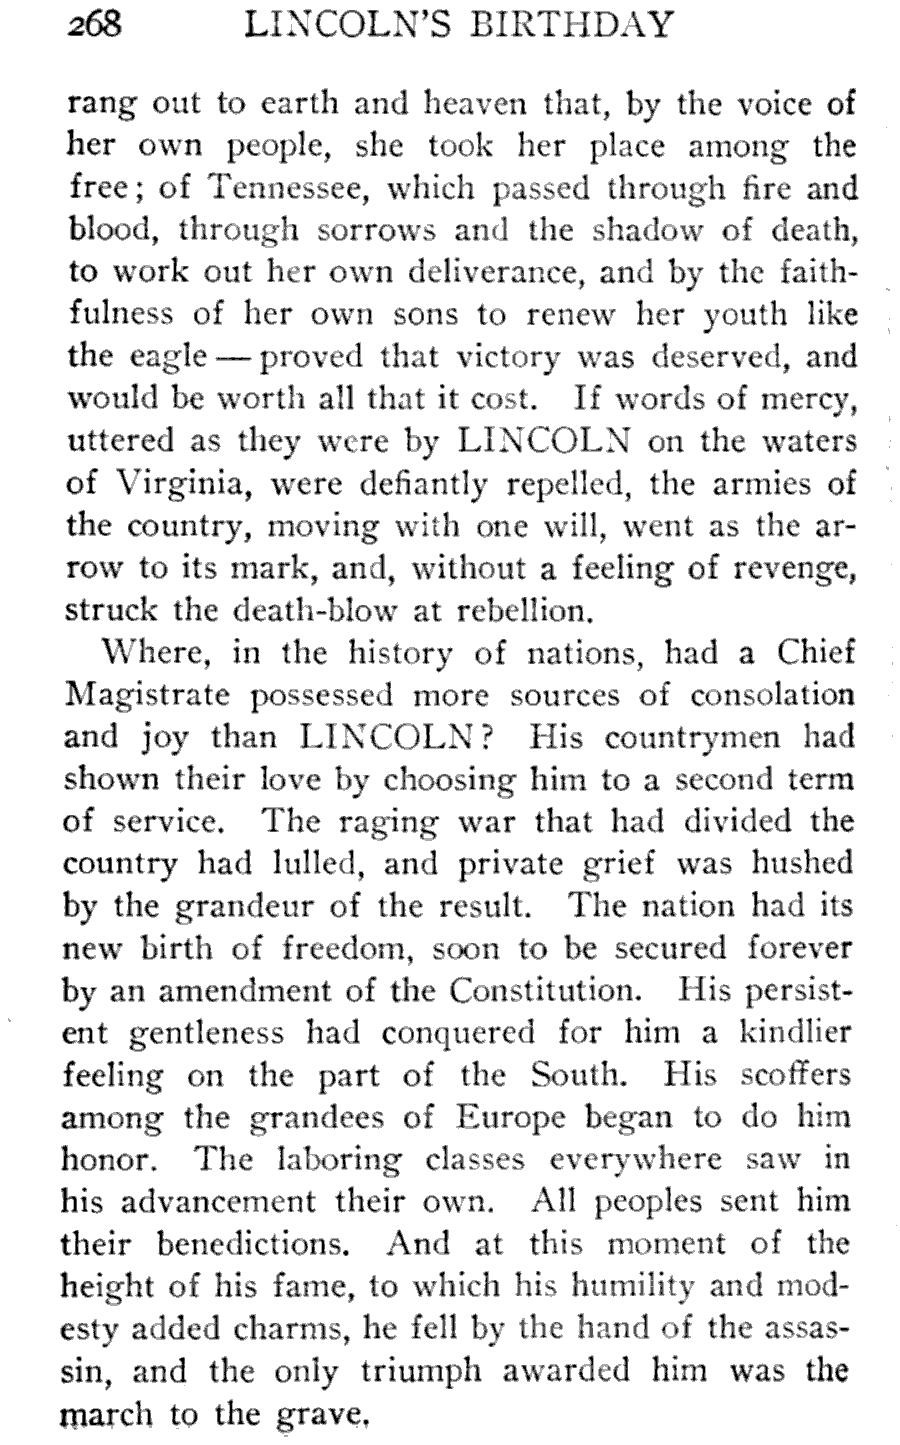 268 LINCOLN'S BIRTHDAY
rang out to earth and heaven that, by the voice of
her own people, she took her place among the
free; of Tennessee, which passed through fire and
blood, through sorrows and the shadow of death,
to work out her own deliverance, and by the faith-
fulness of her own sons to renew her youth like
the eagle — proved that victory was deserved, and
would be worth all that it cost. If words of mercy,
uttered as they were by LINCOLN on the waters
of Virginia, were defiantly repelled, the armies of
the country, moving with one will, went as the ar-
row to its mark, and, without a feeling of revenge,
struck the death-blow at rebellion.
Where, in the history of nations, had a Chief
Magistrate possessed more sources of consolation
and joy than LINCOLN? His countrymen had
shown their love by choosing him to a second term
of service. The raging war that had divided the
country had lulled, and private grief was hushed
by the grandeur of the result. The nation had its
new birth of freedom, soon to be secured forever
by an amendment of the Constitution. His persist-
ent gentleness had conquered for him a kindlier
feeling on the part of the South. His scoffers
among the grandees of Europe began to do him
honor. The laboring classes everywhere saw in
his advancement their own. All peoples sent him
their benedictions. And at this moment of the
height of his fame, to which his humility and mod-
esty added charms, he fell by the hand of the assas-
sin, and the only triumph awarded him was the
march to the grave.